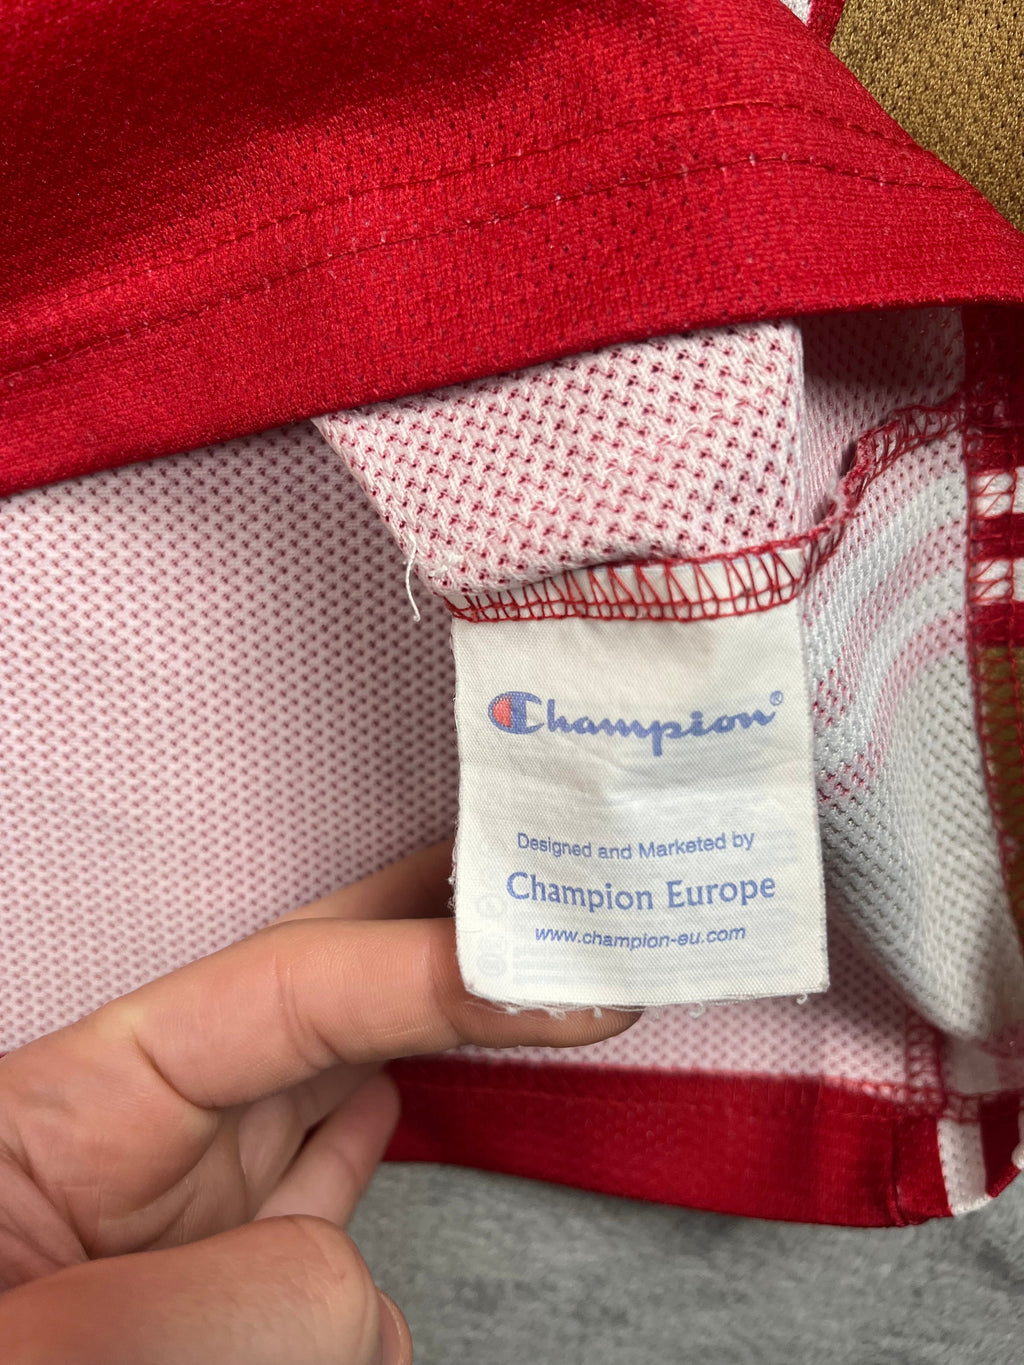 Champion®
Designed and Marketed by
Champion Europe
www.champion-eu.com